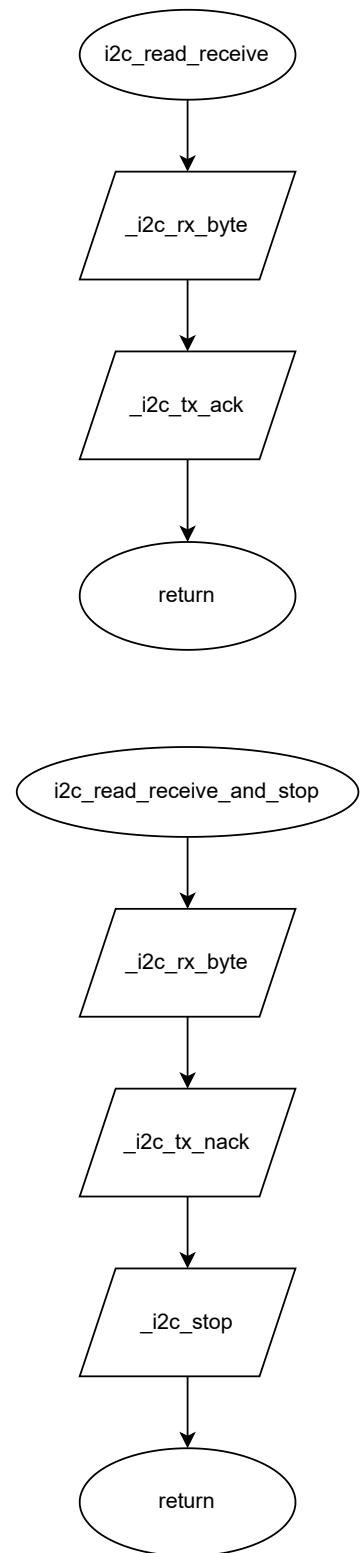 i2c_read_receive
_i2c_rx_byte
_i2c_tx_ack
return
i2c_read_receive_and_stop
_i2c_rx_byte
_i2c_tx_nack
_i2c_stop
return